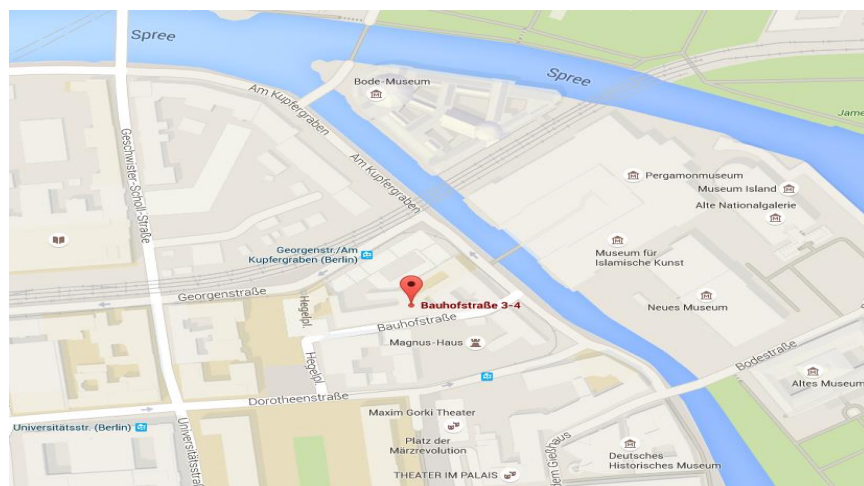 Spree
Bode-Museum
Spree
Am Kupfergraben
Am Kupfergraben
Geschwister-Scholl-Straße
Pergamonmuseum
Museum Island
Alte Nationalgalerie
Georgenstr./Am
Kupfergraben (Berlin)
Museum für
Islamische Kunst
Georgenstraße
Hegelpl.
Bauhofstraße 3-4
Neues Museum
Bauhofstraße
Magnus-Haus
Hegelpl.
Bodestraße
Altes Museum
Dorotheenstraße
Maxim Gorki Theater
Universitätsstr. (Berlin)
Platz der
Märzrevolution
Deutsches
Historisches Museum
THEATER IM PALAIS